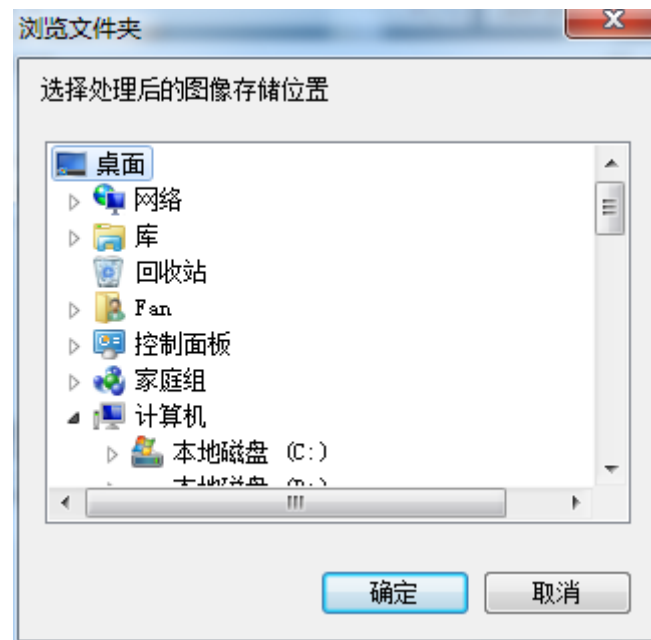 浏览文件夹
选择处理后的图像存储位置
桌面
网络
库
回收站
Fan
控制面板
家庭组
计算机
本地磁盘 (C:)
确定 取消